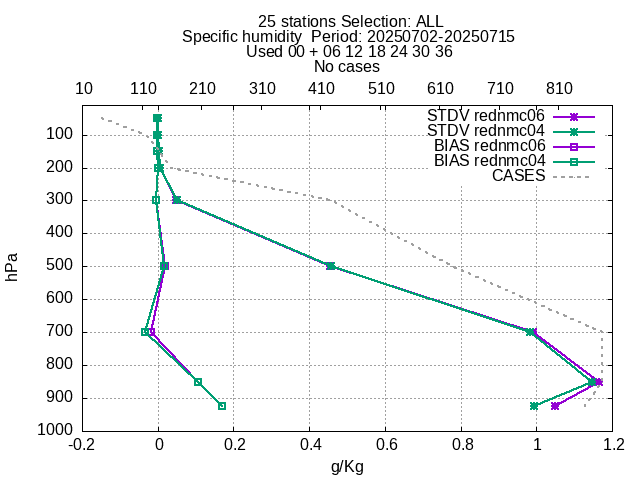 25 stations Selection: ALL
Specific humidity  Period: 20250702-20250715
Used 00 + 06 12 18 24 30 36
No cases
10 110 210 310 410 510 610 710 810
STDV rednmc06
STDV rednmc04
BIAS rednmc06
BIAS rednmc04
CASES
hPa
100
200
300
400
500
600
700
800
900
1000
-0.2 0 0.2 0.4 0.6 0.8 1 1.2
g/Kg